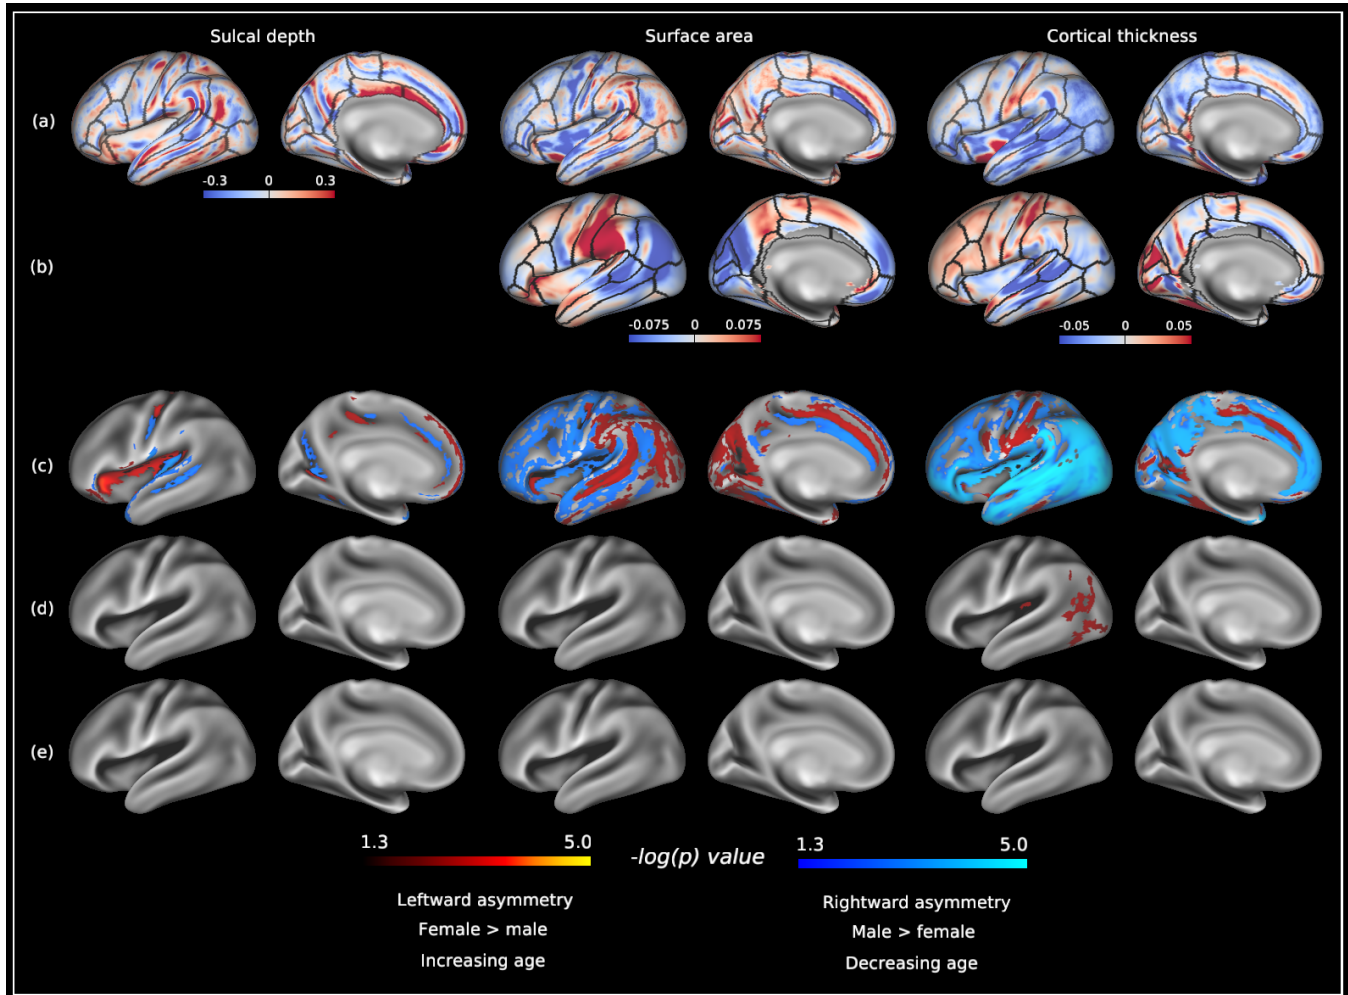 Sulcal depth Surface area Cortical thickness
(a)
-0.3 0 0.3
(b)
-0.075 0 0.075 -0.05 0 0.05
(c)
(d)
(e)
1.3 5.0 -log(p) value 1.3 5.0
Leftward asymmetry Rightward asymmetry
Female > male Male > female
Increasing age Decreasing age